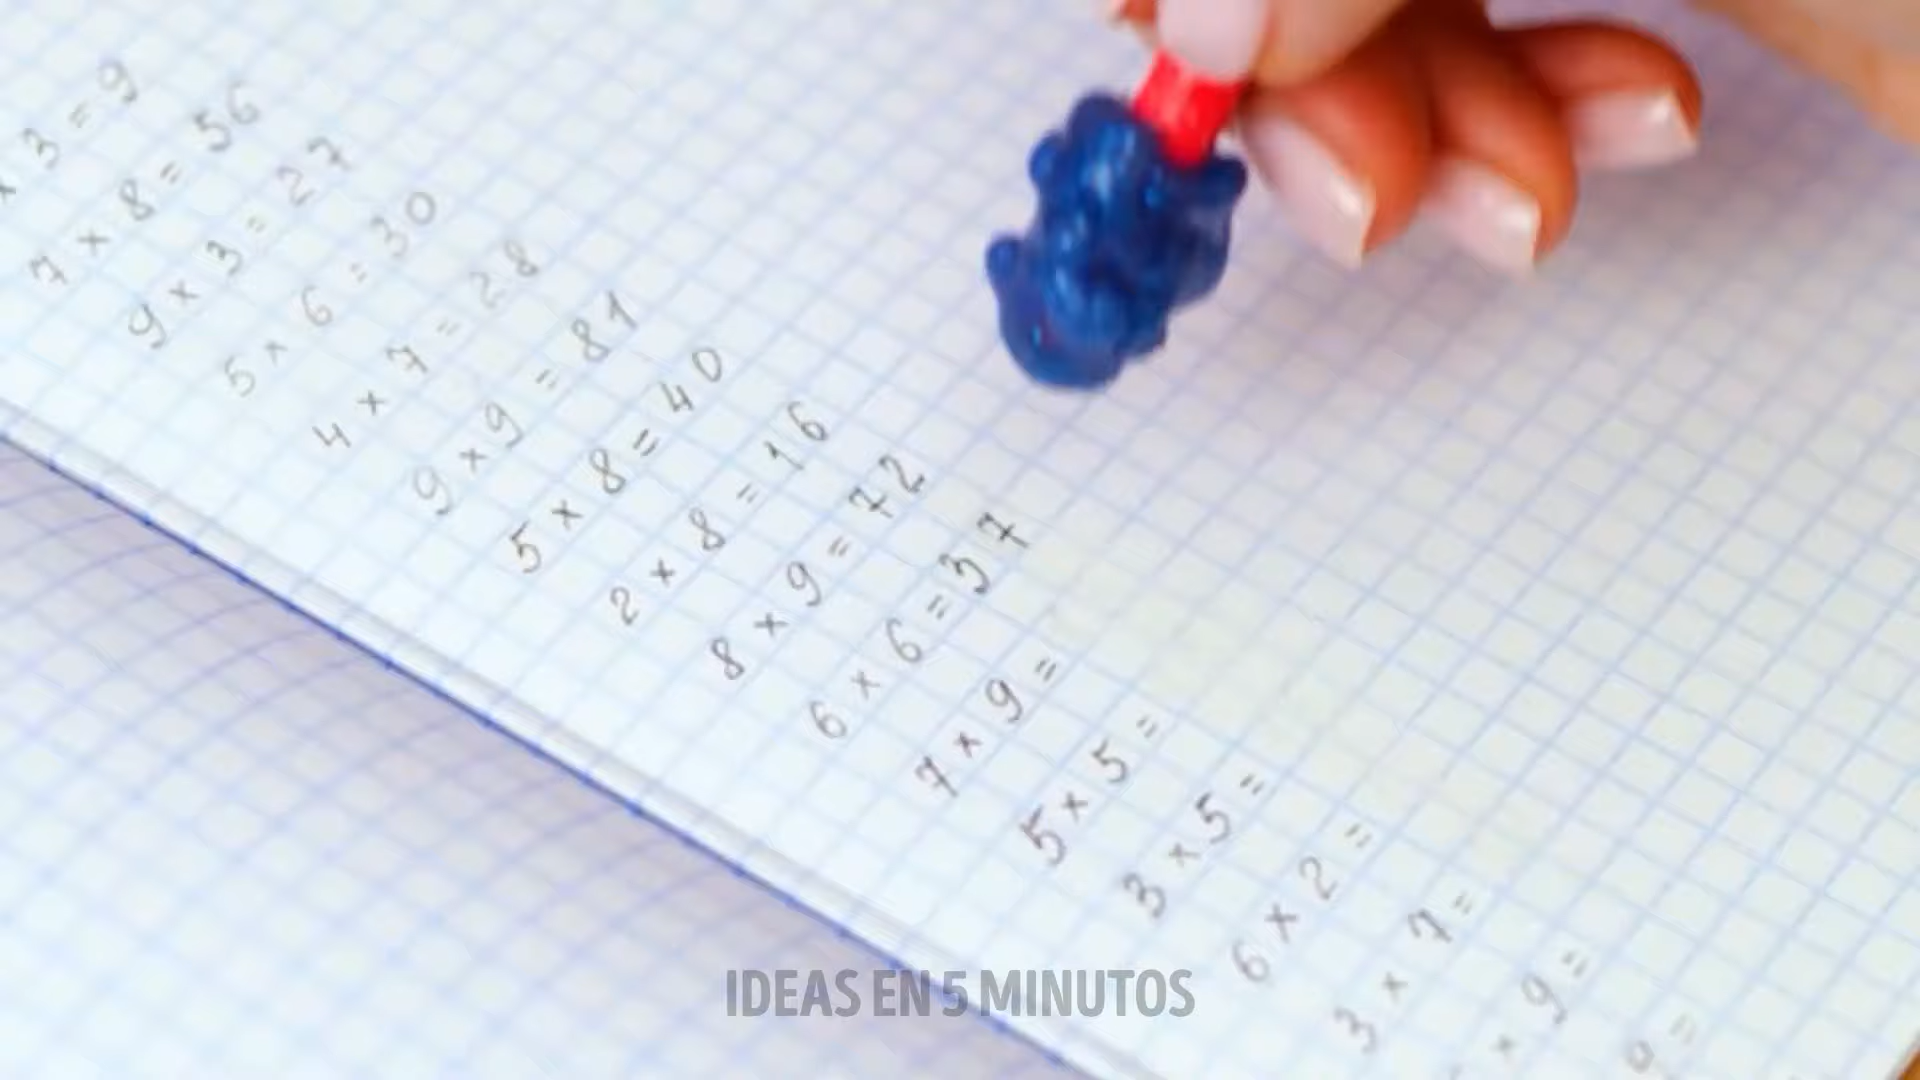 x 3 = 9
7 x 8 = 56
9 x 3 = 27
5 x 6 = 30
4 x 7 = 28
9 x 9 = 81
5 x 8 = 40
2 x 8 = 16
8 x 9 = 72
6 x 6 = 37
7 x 9 =
5 x 5 =
3 x 5 =
6 x 2 =
3 x 7 =
x 9 =
9 =
IDEAS EN 5 MINUTOS